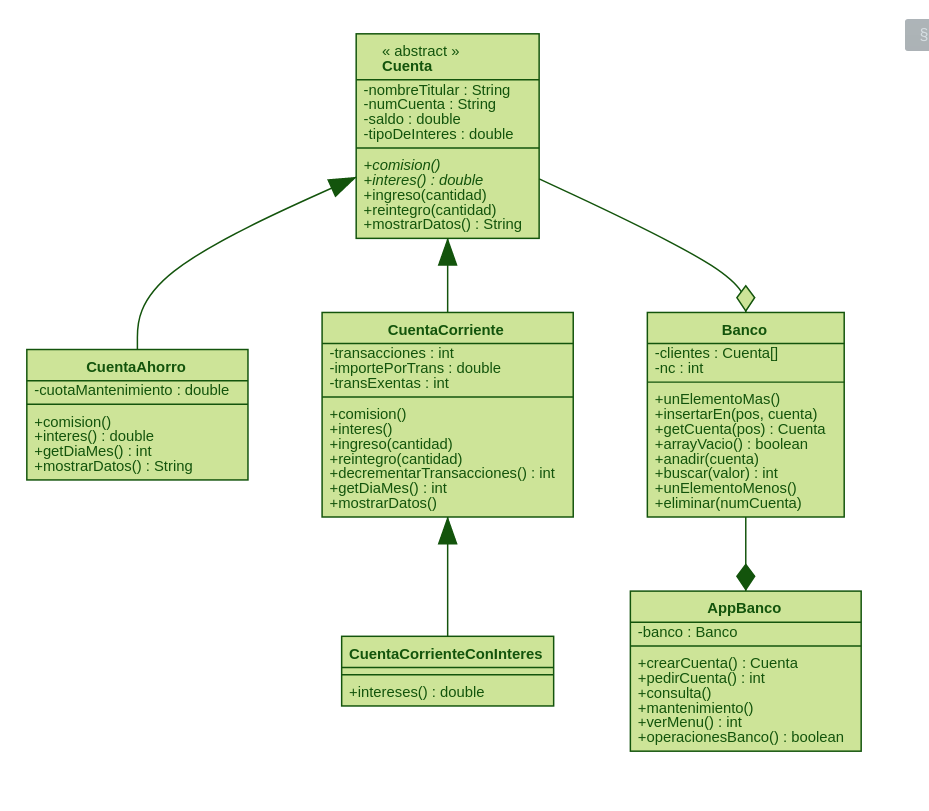 §
« abstract »
Cuenta
-nombreTitular : String
-numCuenta : String
-saldo : double
-tipoDeInteres : double
+comision()
+interes() : double
+ingreso(cantidad)
+reintegro(cantidad)
+mostrarDatos() : String
CuentaAhorro
-cuotaMantenimiento : double
+comision()
+interes() : double
+getDiaMes() : int
+mostrarDatos() : String
CuentaCorriente
-transacciones : int
-importePorTrans : double
-transExentas : int
+comision()
+interes()
+ingreso(cantidad)
+reintegro(cantidad)
+decrementarTransacciones() : int
+getDiaMes() : int
+mostrarDatos()
Banco
-clientes : Cuenta[]
-nc : int
+unElementoMas()
+insertarEn(pos, cuenta)
+getCuenta(pos) : Cuenta
+arrayVacio() : boolean
+anadir(cuenta)
+buscar(valor) : int
+unElementoMenos()
+eliminar(numCuenta)
CuentaCorrienteConInteres
+intereses() : double
AppBanco
-banco : Banco
+crearCuenta() : Cuenta
+pedirCuenta() : int
+consulta()
+mantenimiento()
+verMenu() : int
+operacionesBanco() : boolean